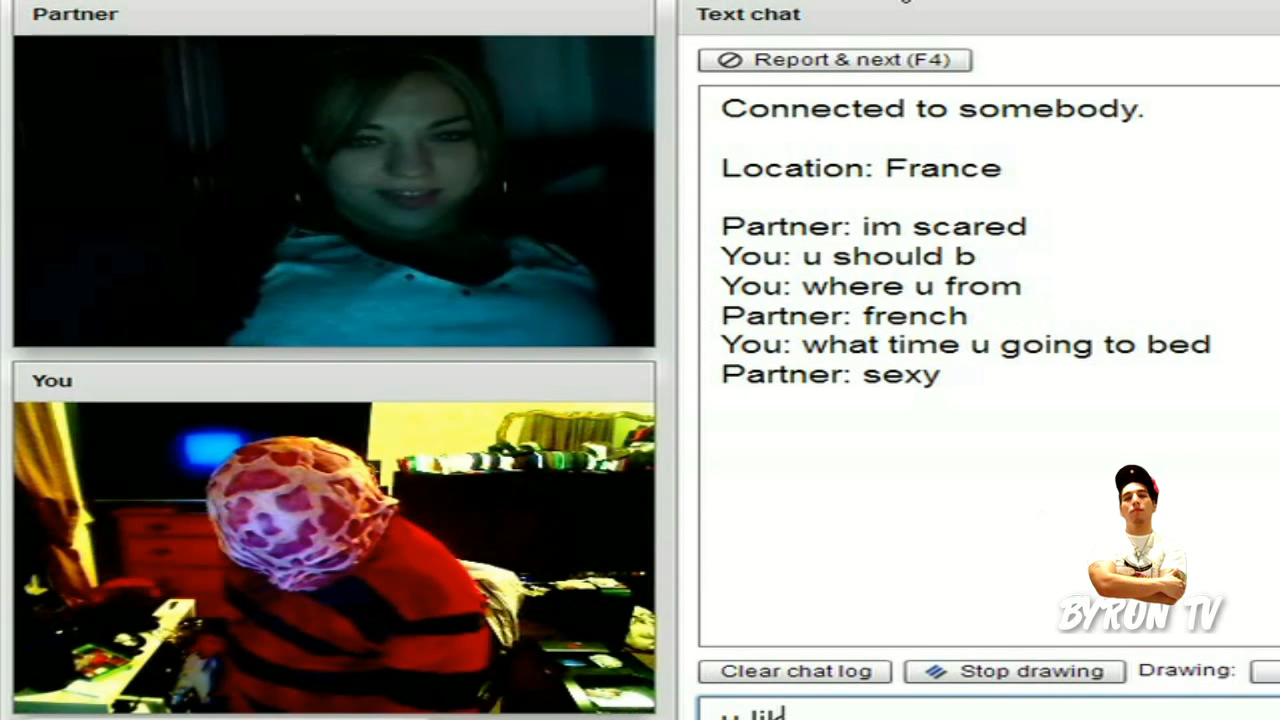 Partner
Text chat
Report & next (F4)
Connected to somebody.
Location: France
Partner: im scared
You: u should b
You: where u from
Partner: french
You: what time u going to bed
Partner: sexy
You
BYRON TV
Clear chat log
Stop drawing
Drawing: